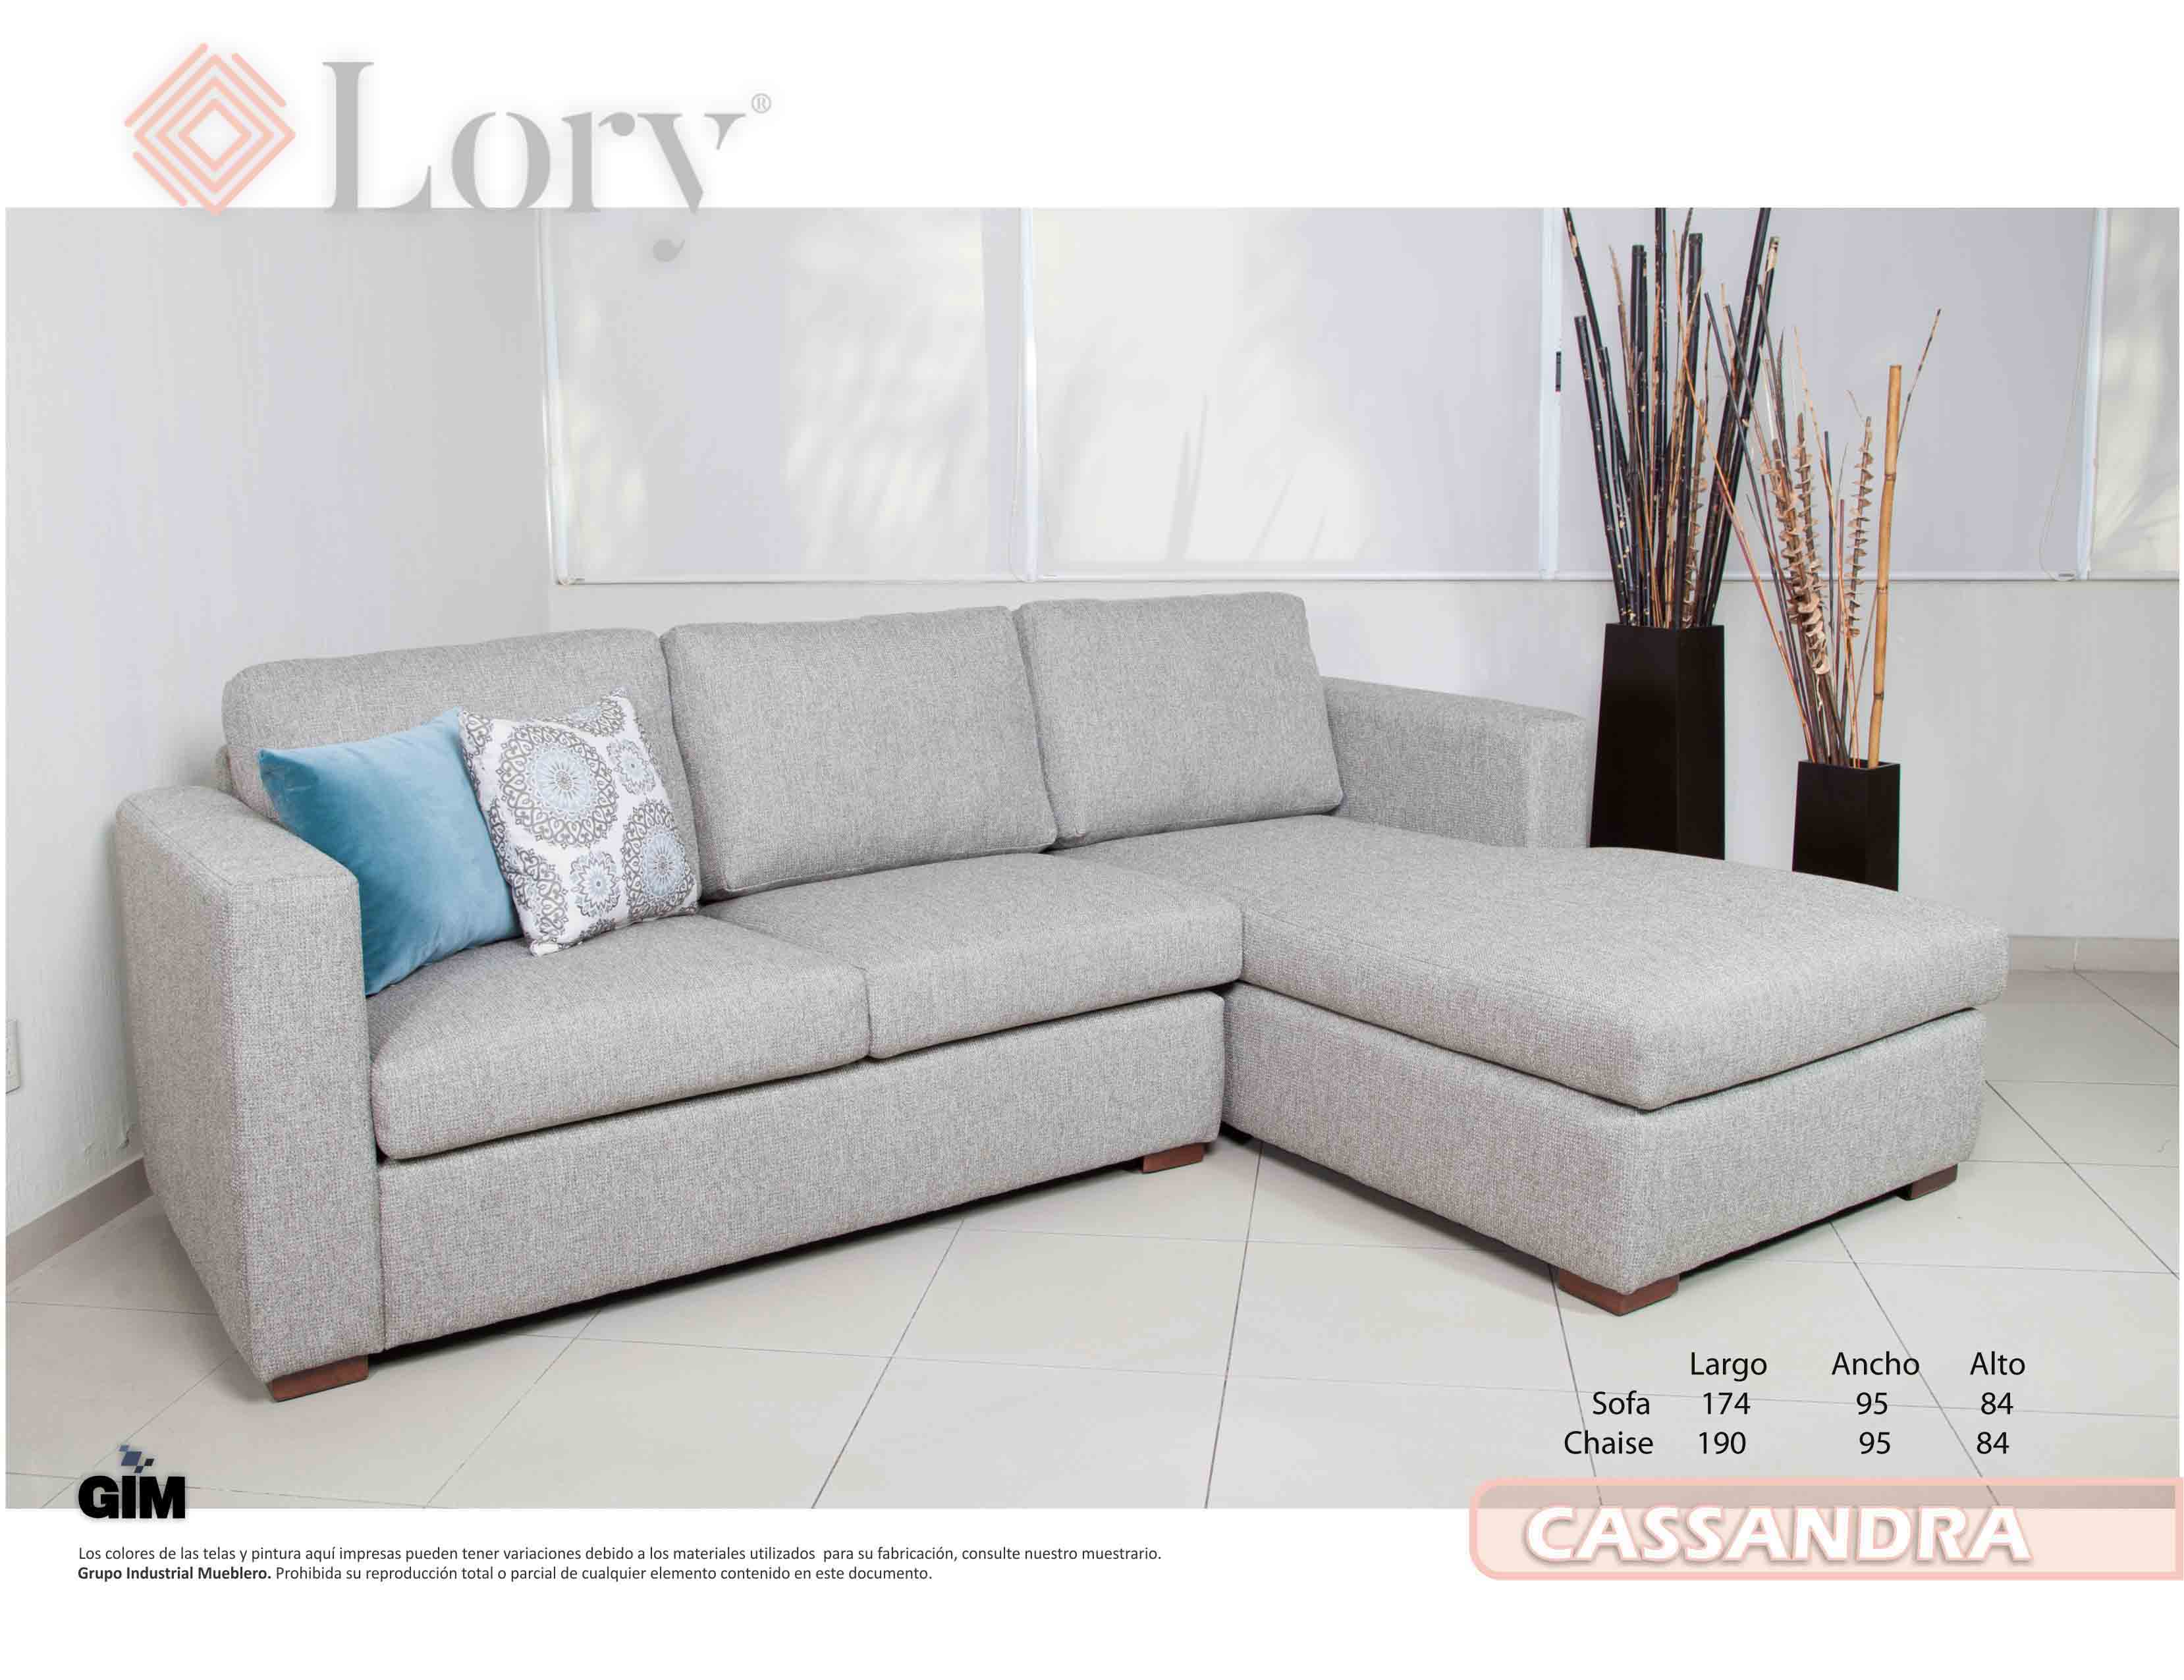 Lory®
Largo Ancho Alto
Sofa 174 95 84
Chaise 190 95 84
GIM
CASSANDRA
Los colores de las telas y pintura aquí impresas pueden tener variaciones debido a los materiales utilizados para su fabricación, consulte nuestro muestrario.
Grupo Industrial Mueblero. Prohibida su reproducción total o parcial de cualquier elemento contenido en este documento.